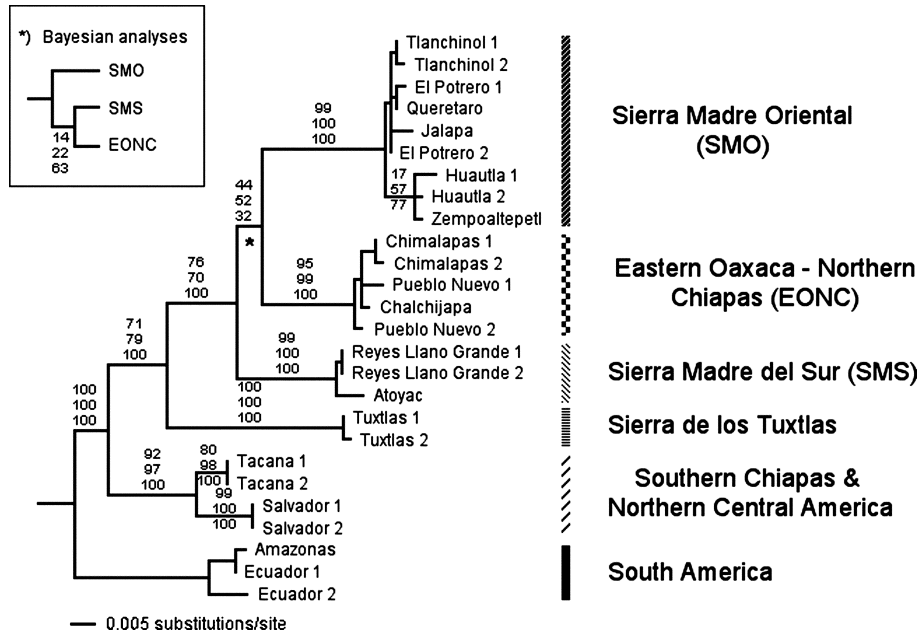 *) Bayesian analyses
SMO
SMS
EONC
14
22
63
Tlanchinol 1
Tlanchinol 2
El Potrero 1
Queretaro
Jalapa
El Potrero 2
Huautla 1
Huautla 2
Zempoaltepetl
Chimalapas 1
Chimalapas 2
Pueblo Nuevo 1
Chalchijapa
Pueblo Nuevo 2
Reyes Llano Grande 1
Reyes Llano Grande 2
Atoyac
Tuxtlas 1
Tuxtlas 2
Tacana 1
Tacana 2
Salvador 1
Salvador 2
Amazonas
Ecuador 1
Ecuador 2
99
100
100
17
57
77
44
52
32
*
95
99
100
76
70
100
99
100
100
71
79
100
100
100
100
100
100
100
92
97
100
80
98
100
99
100
100
Sierra Madre Oriental
(SMO)
Eastern Oaxaca - Northern
Chiapas (EONC)
Sierra Madre del Sur (SMS)
Sierra de los Tuxtlas
Southern Chiapas &
Northern Central America
South America
0.005 substitutions/site